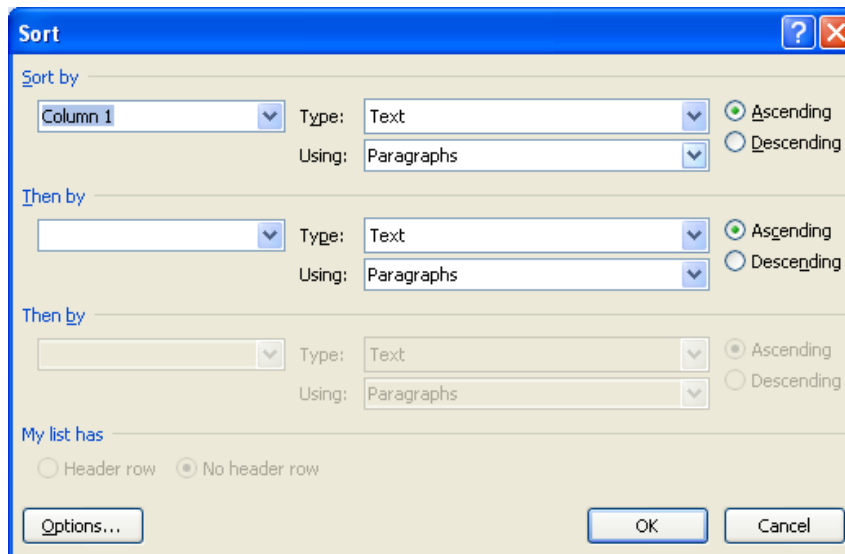 Sort
Sort by
Column 1 Type: Text Ascending
Using: Paragraphs Descending
Then by
Type: Text Ascending
Using: Paragraphs Descending
Then by
Type: Text Ascending
Using: Paragraphs Descending
My list has
Header row No header row
Options... OK Cancel